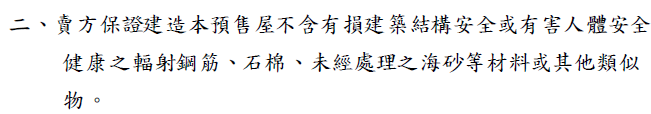 二、賣方保證建造本預售屋不含有損建築結構安全或有害人體安全
健康之輻射鋼筋、石棉、未經處理之海砂等材料或其他類似
物。